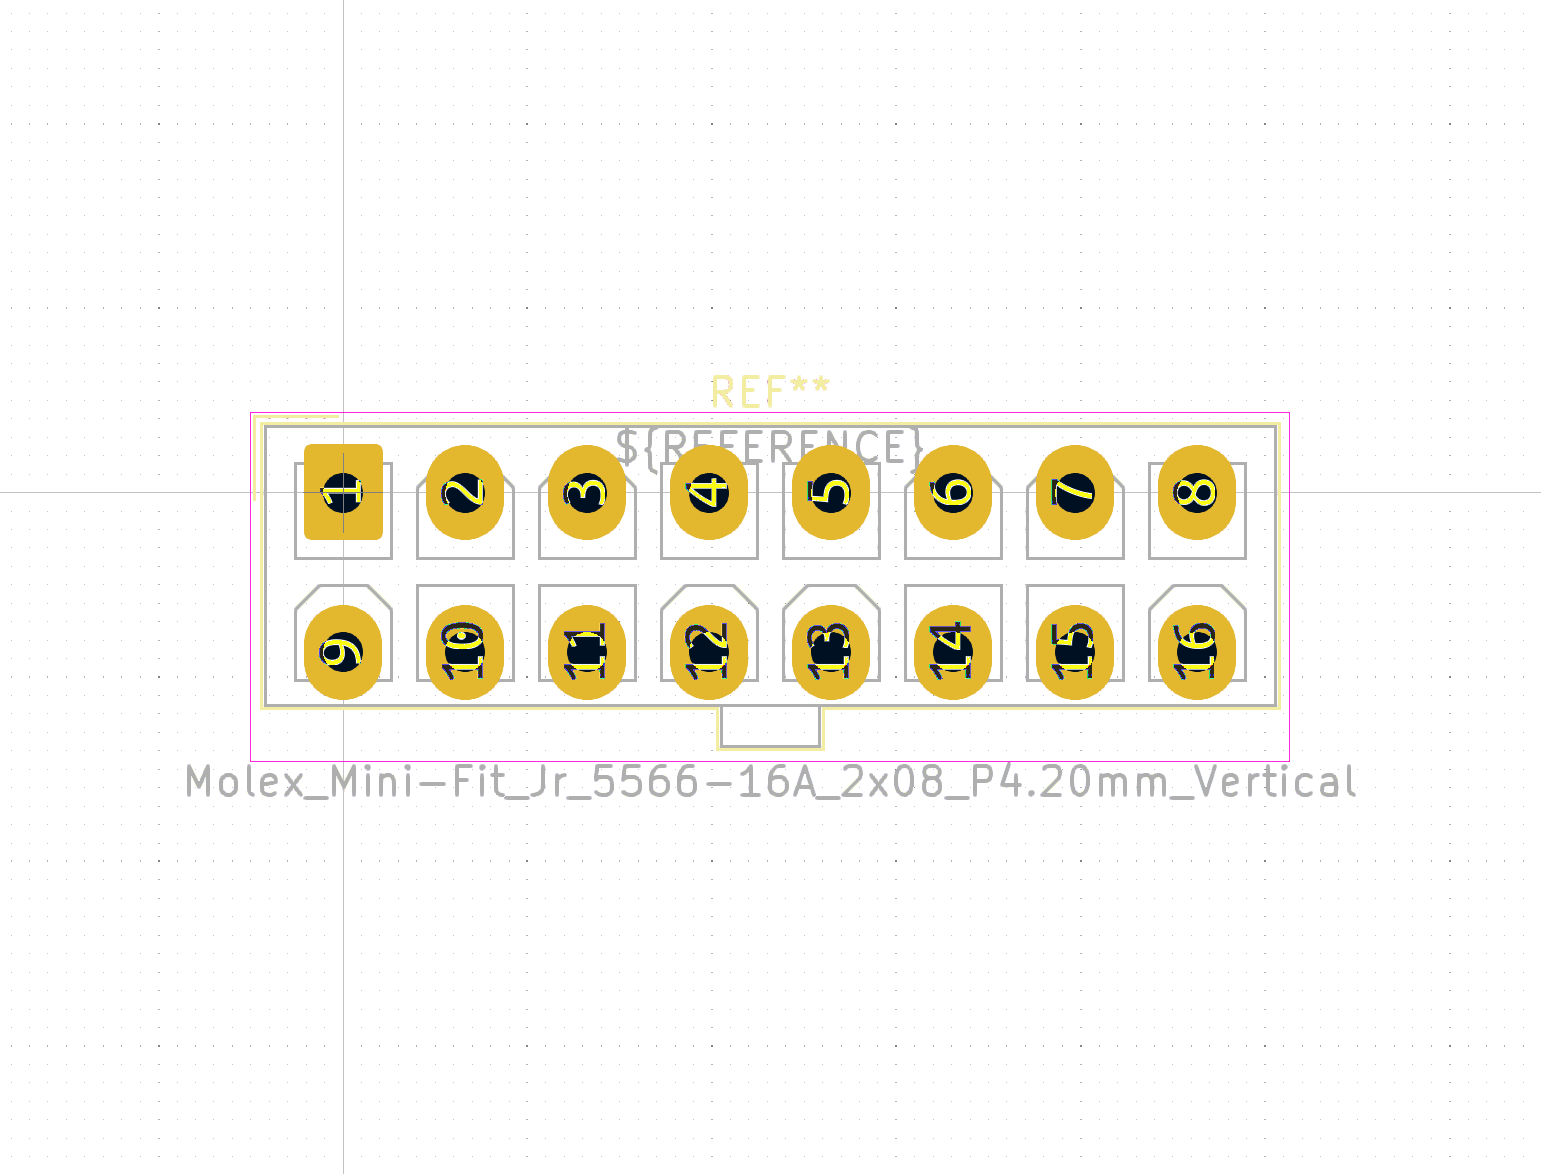 REF**
${REFERENCE}
1 2 3 4 5 6 7 8
9 10 11 12 13 14 15 16
Molex_Mini-Fit_Jr_5566-16A_2x08_P4.20mm_Vertical